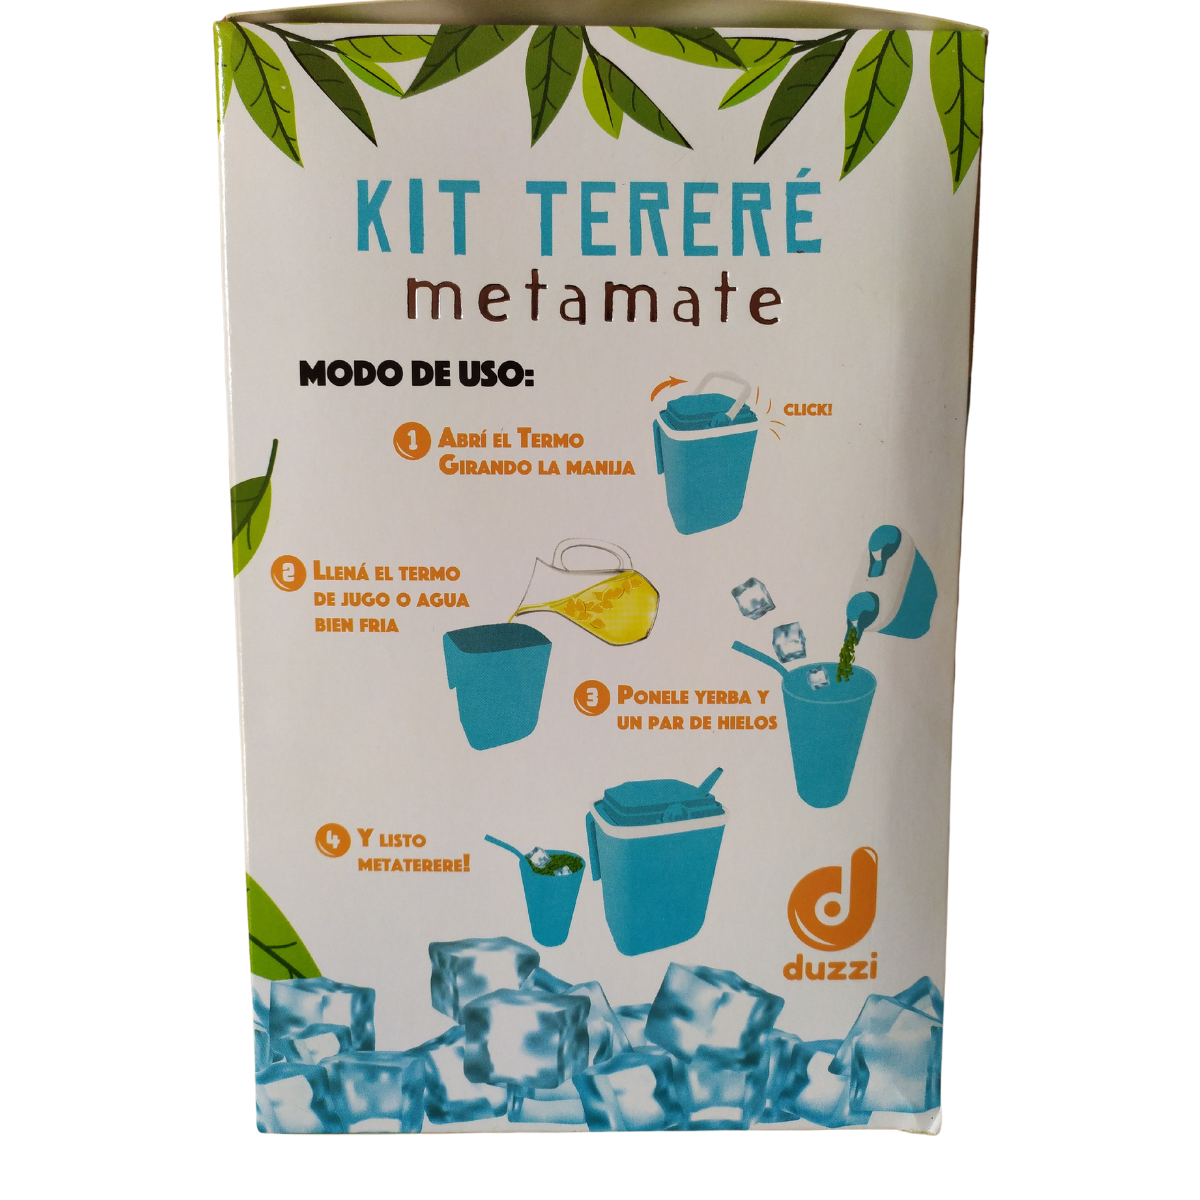 KIT TERERÉ
metamate
MODO DE USO:
CLICK!
1 ABRÍ EL TERMO
GIRANDO LA MANIJA
2 LLENÁ EL TERMO
DE JUGO O AGUA
BIEN FRIA
3 PONELE YERBA Y
UN PAR DE HIELOS
4 Y LISTO
METATERERE!
d
duzzi